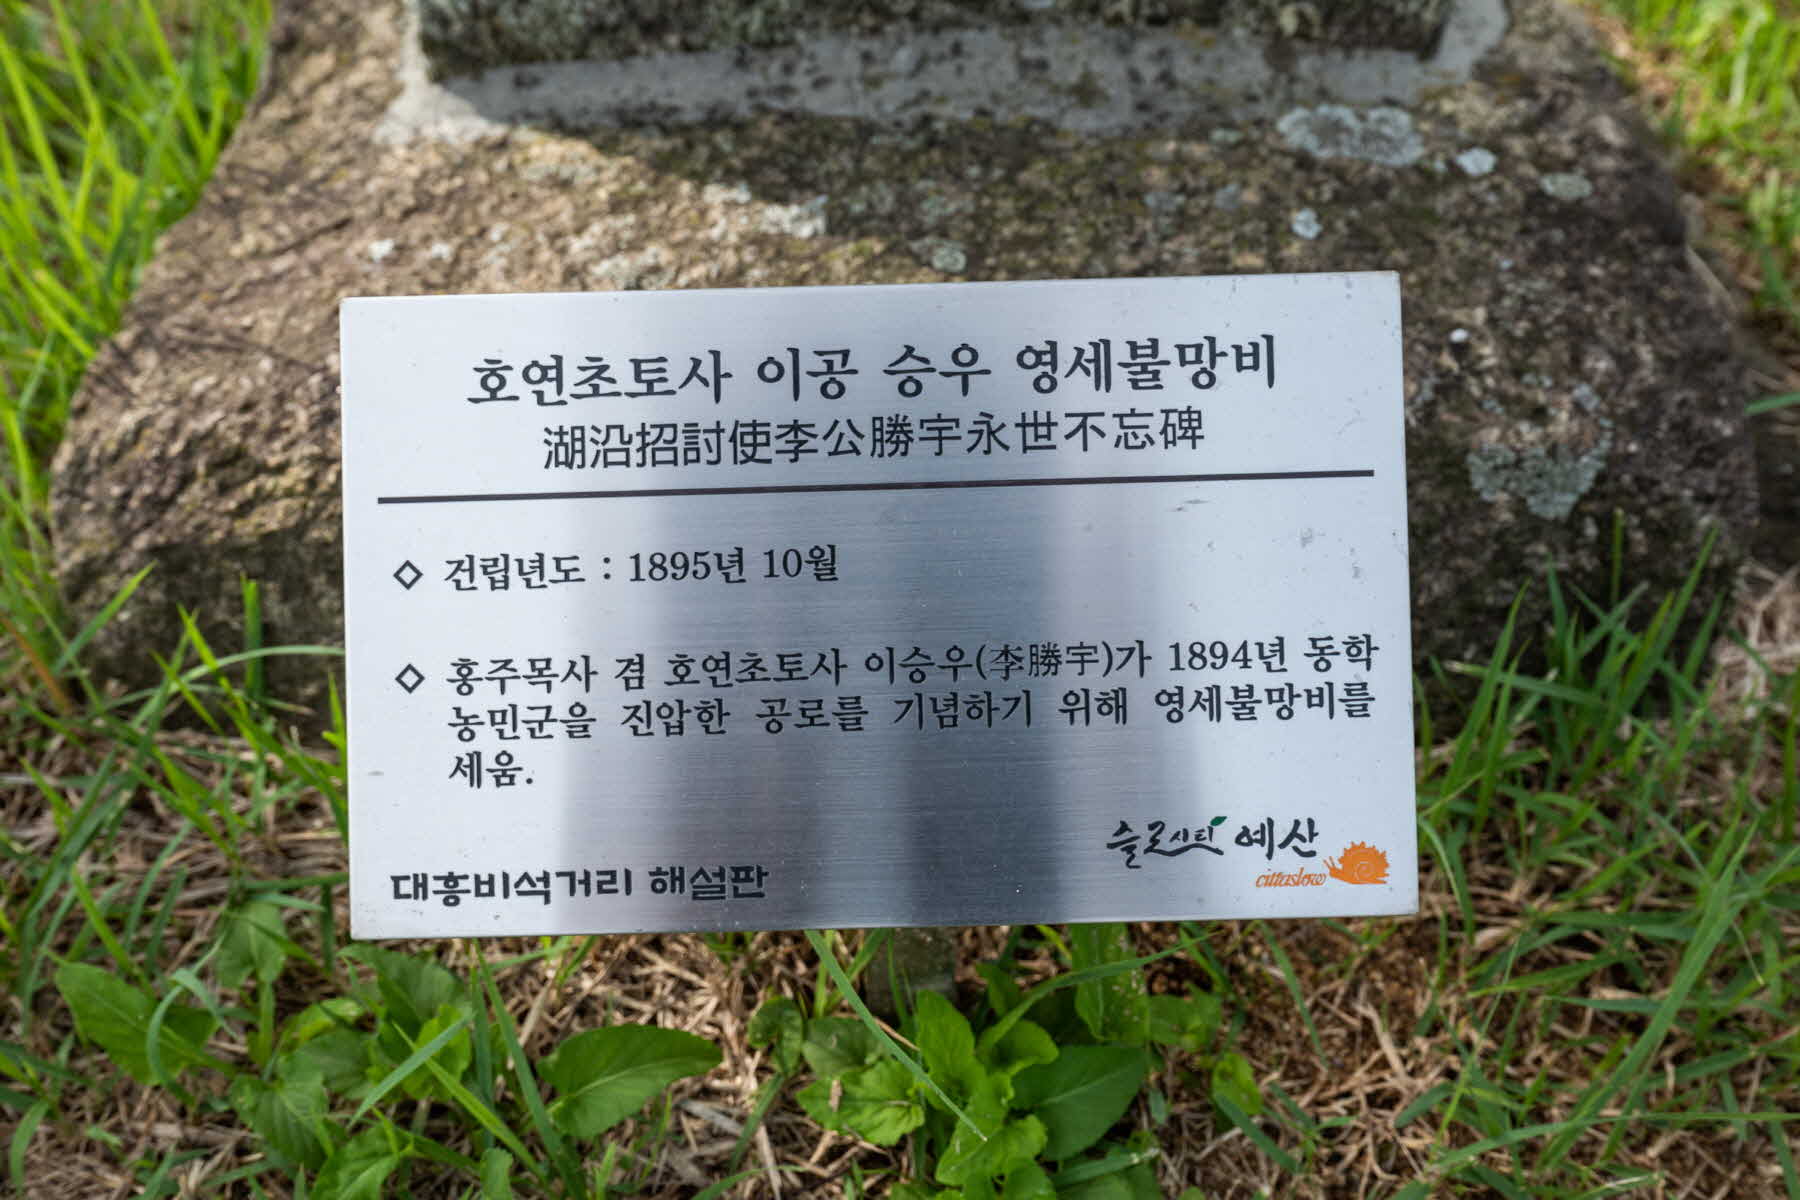 호연초토사 이공 승우 영세불망비
湖沿招討使李公勝宇永世不忘碑
◇ 건립년도 : 1895년 10월
◇ 홍주목사 겸 호연초토사 이승우(李勝宇)가 1894년 동학
농민군을 진압한 공로를 기념하기 위해 영세불망비를
세움.
슬로시티 예산
cittaslow
대흥비석거리 해설판